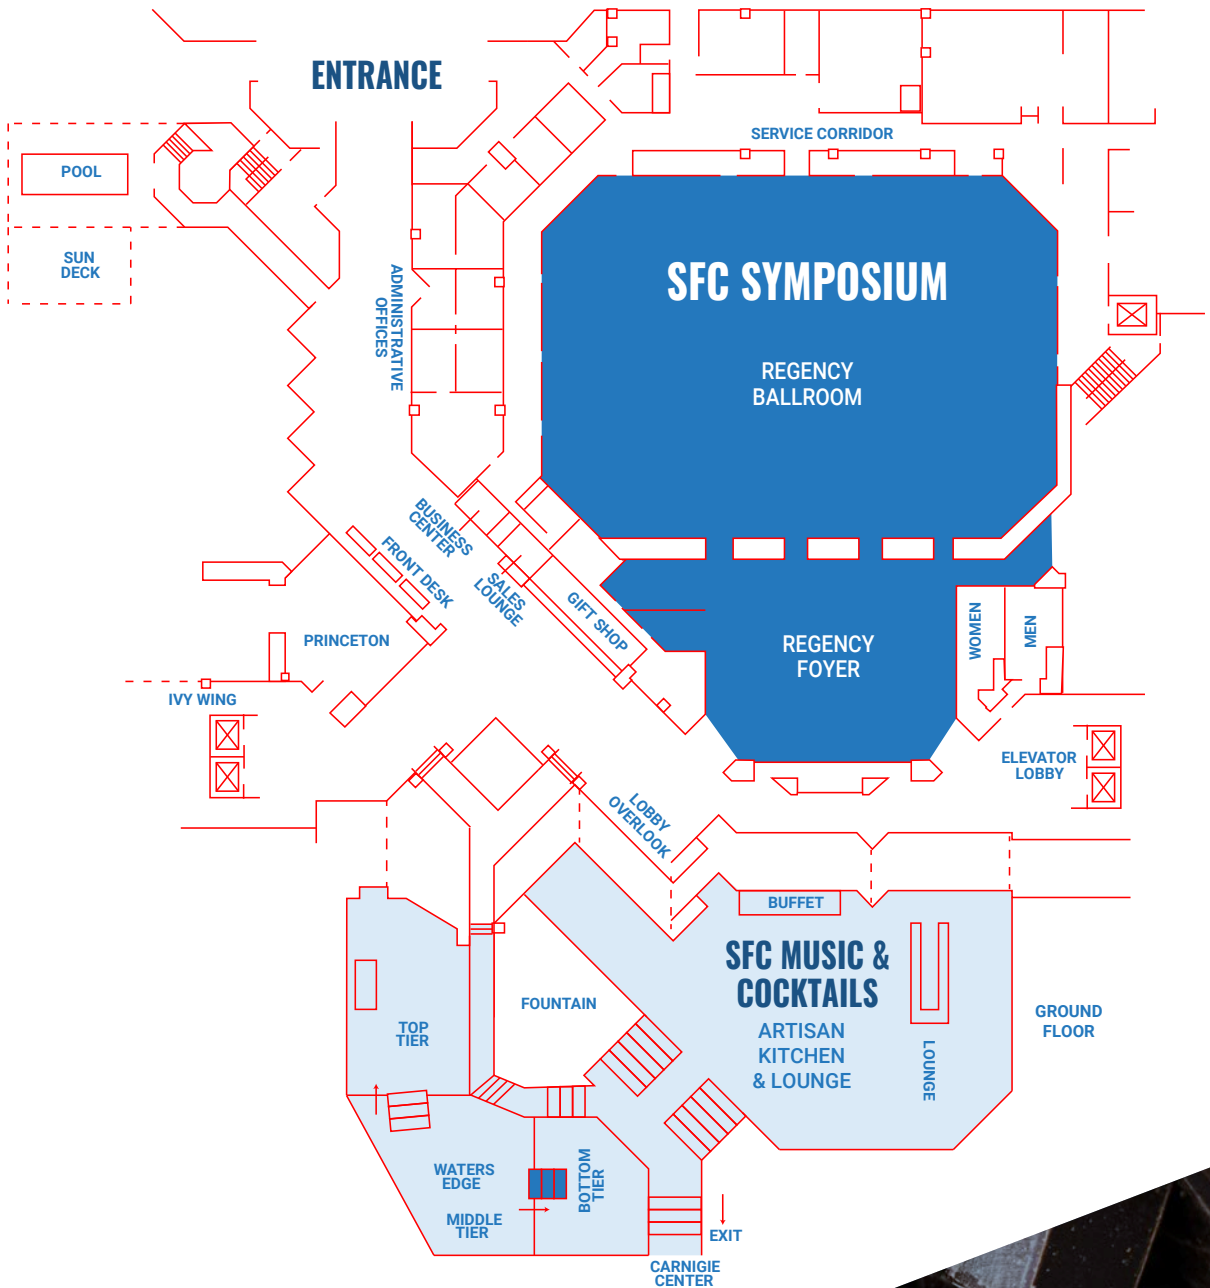 ENTRANCE
SERVICE CORRIDOR
POOL
SUN
DECK
ADMINISTRATIVE
OFFICES
SFC SYMPOSIUM
REGENCY
BALLROOM
BUSINESS
CENTER
FRONT DESK
SALES
LOUNGE
GIFT SHOP
PRINCETON
REGENCY
FOYER
WOMEN
MEN
IVY WING
ELEVATOR
LOBBY
LOBBY
OVERLOOK
BUFFET
SFC MUSIC &
COCKTAILS
ARTISAN
KITCHEN
& LOUNGE
LOUNGE
GROUND
FLOOR
FOUNTAIN
TOP
TIER
WATERS
EDGE
MIDDLE
TIER
BOTTOM
TIER
EXIT
CARNIGIE
CENTER